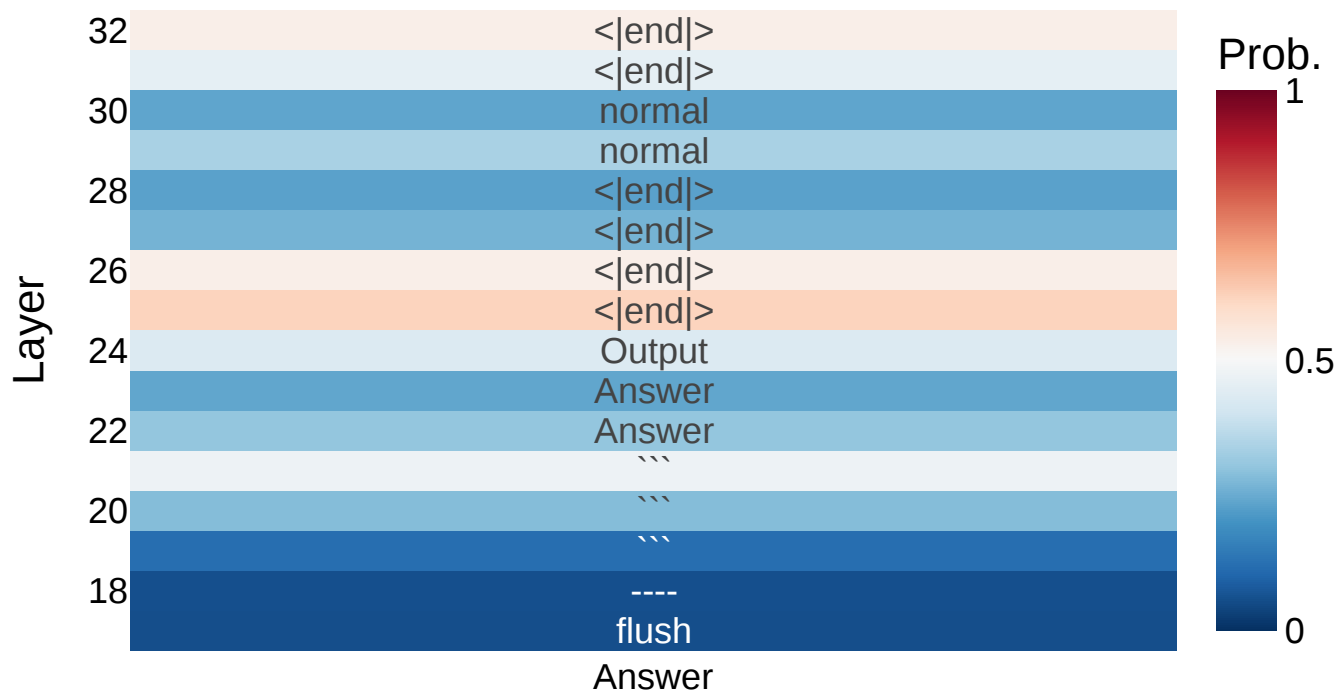 32
<|end|>
<|end|>
30
normal
normal
28
<|end|>
<|end|>
26
<|end|>
<|end|>
24
Output
Answer
22
Answer
```
20
```
```
18
----
flush
Answer
Layer
Prob.
1
0.5
0